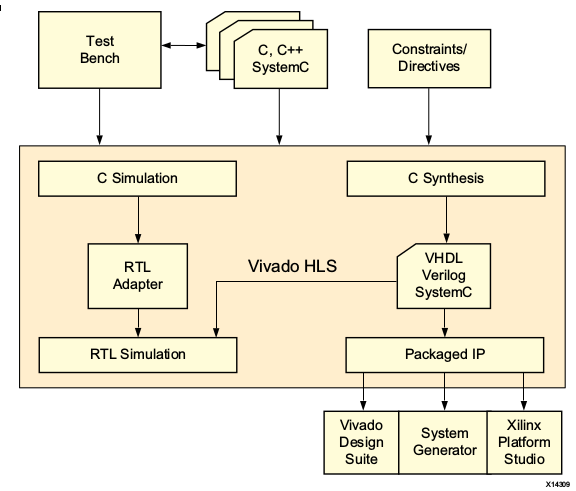 Test
Bench
C, C++
SystemC
Constraints/
Directives
C Simulation
C Synthesis
RTL
Adapter
Vivado HLS
VHDL
Verilog
SystemC
RTL Simulation
Packaged IP
Vivado
Design
Suite
System
Generator
Xilinx
Platform
Studio
X14309